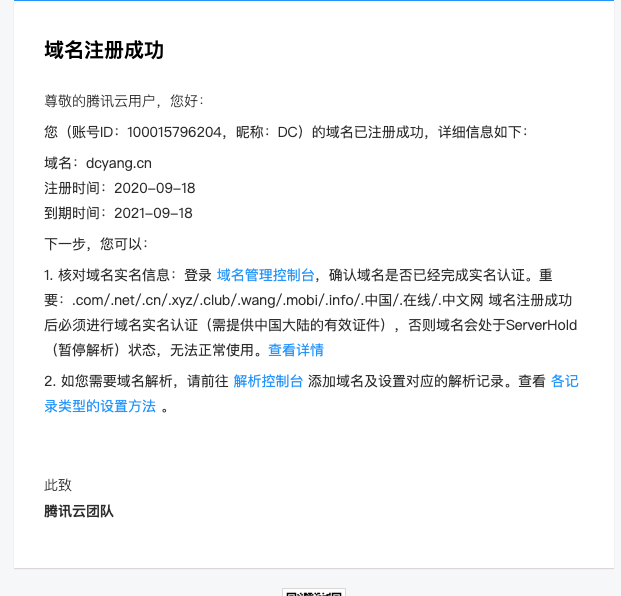 域名注册成功
尊敬的腾讯云用户，您好：
您（账号ID：100015796204，昵称：DC）的域名已注册成功，详细信息如下：
域名：dcyang.cn
注册时间：2020-09-18
到期时间：2021-09-18
下一步，您可以：
1. 核对域名实名信息：登录 域名管理控制台，确认域名是否已经完成实名认证。重
要：.com/.net/.cn/.xyz/.club/.wang/.mobi/.info/.中国/.在线/.中文网 域名注册成功
后必须进行域名实名认证（需提供中国大陆的有效证件），否则域名会处于ServerHold
（暂停解析）状态，无法正常使用。查看详情
2. 如您需要域名解析，请前往 解析控制台 添加域名及设置对应的解析记录。查看 各记
录类型的设置方法 。
此致
腾讯云团队